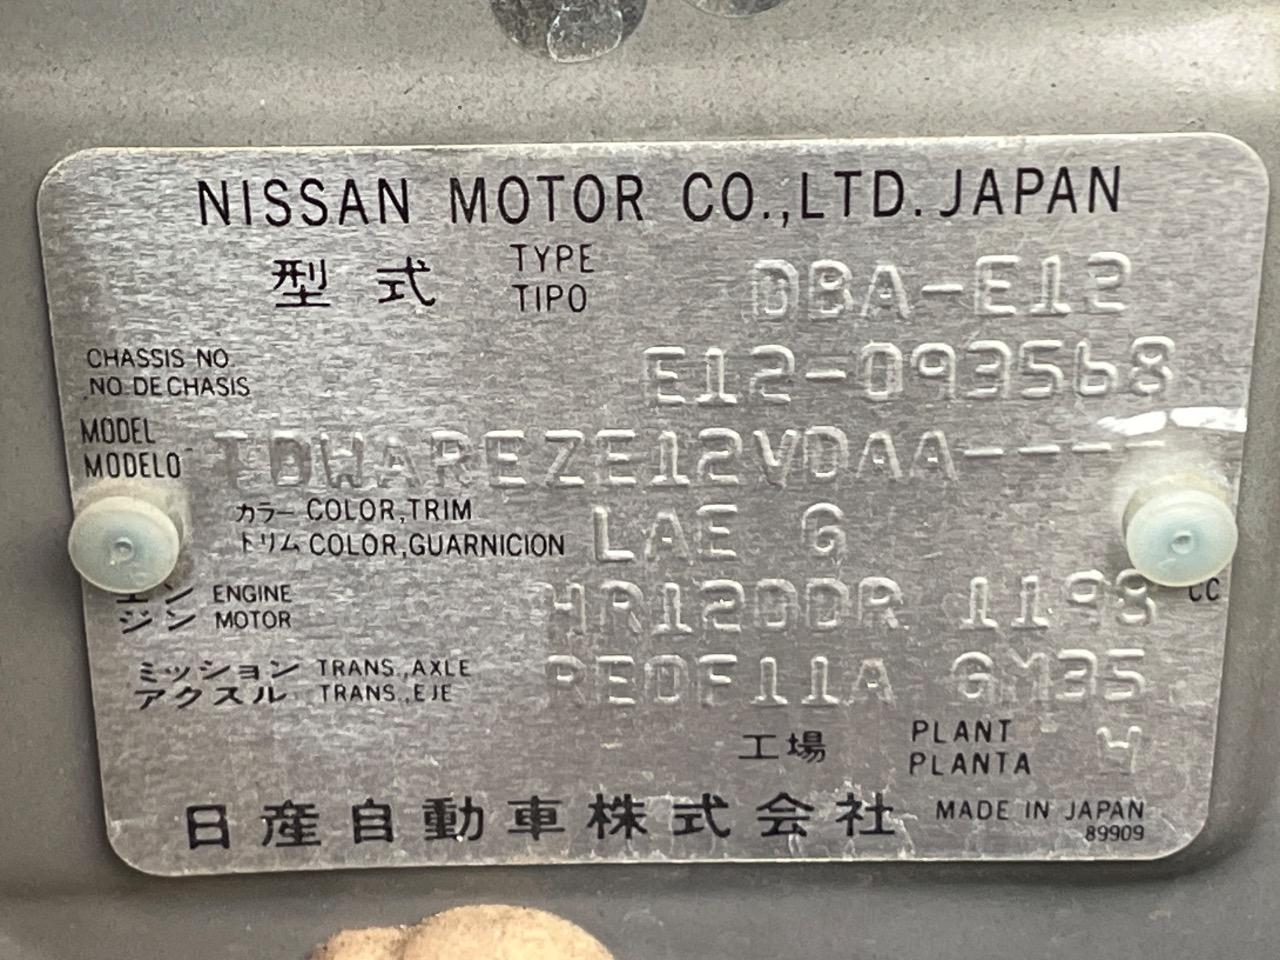 NISSAN MOTOR CO.,LTD. JAPAN
型式 TYPE TIPO DBA-E12
CHASSIS NO.
NO. DE CHASIS E12-093568
MODEL
MODELO TDWAREZE12VDAA----
カラー COLOR,TRIM
トリム COLOR,GUARNICION LAE G
エンジン ENGINE
MOTOR HR12DDR 1198 CC
ミッション TRANS.,AXLE
アクスル TRANS.,EJE RE0F11A GM35
工場 PLANT
PLANTA W
日産自動車株式会社 MADE IN JAPAN
89909